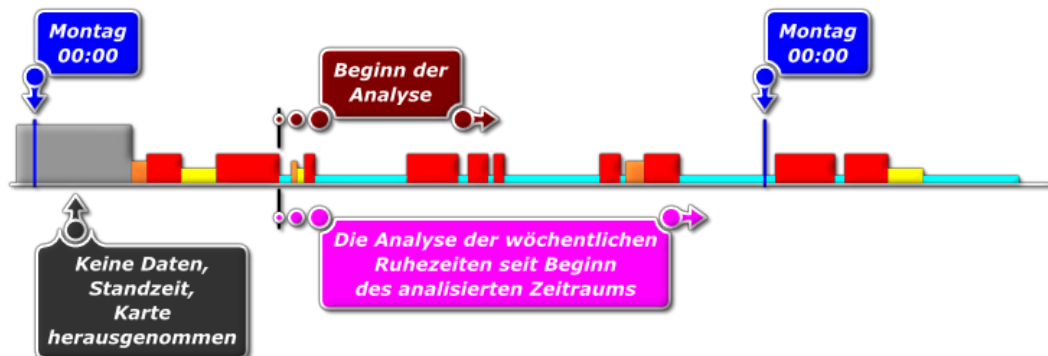 Montag
00:00
Beginn der
Analyse
Montag
00:00
Die Analyse der wöchentlichen
Ruhezeiten seit Beginn
des analisierten Zeitraums
Keine Daten,
Standzeit,
Karte
herausgenommen